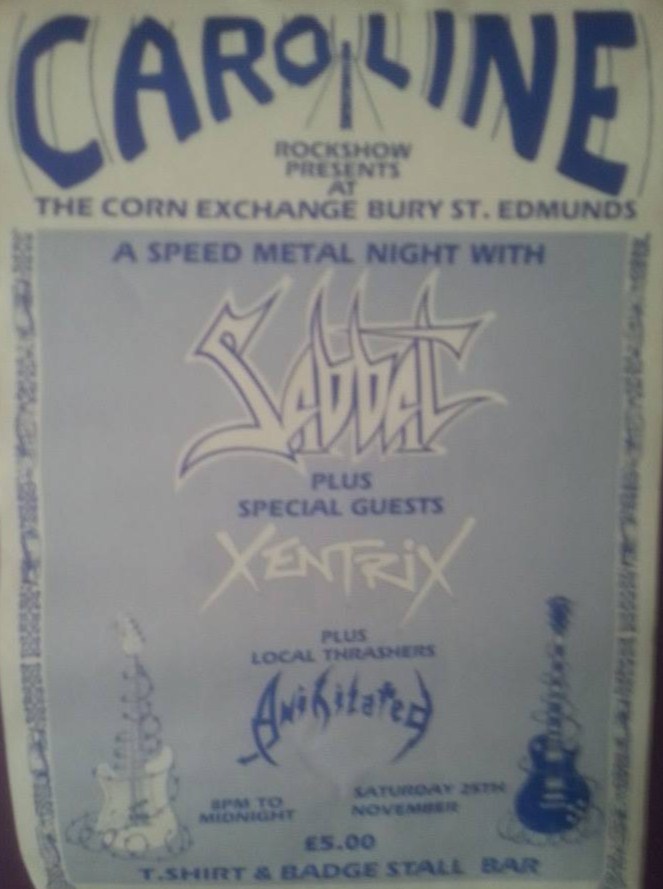 CAROLINE
ROCKSHOW
PRESENTS
AT
THE CORN EXCHANGE BURY ST. EDMUNDS
A SPEED METAL NIGHT WITH
Sabbat
PLUS
SPECIAL GUESTS
XENTRiX
PLUS
LOCAL THRASHERS
Anihilated
8PM TO
MIDNIGHT
SATURDAY 25TH
NOVEMBER
£5.00
T.SHIRT & BADGE STALL BAR